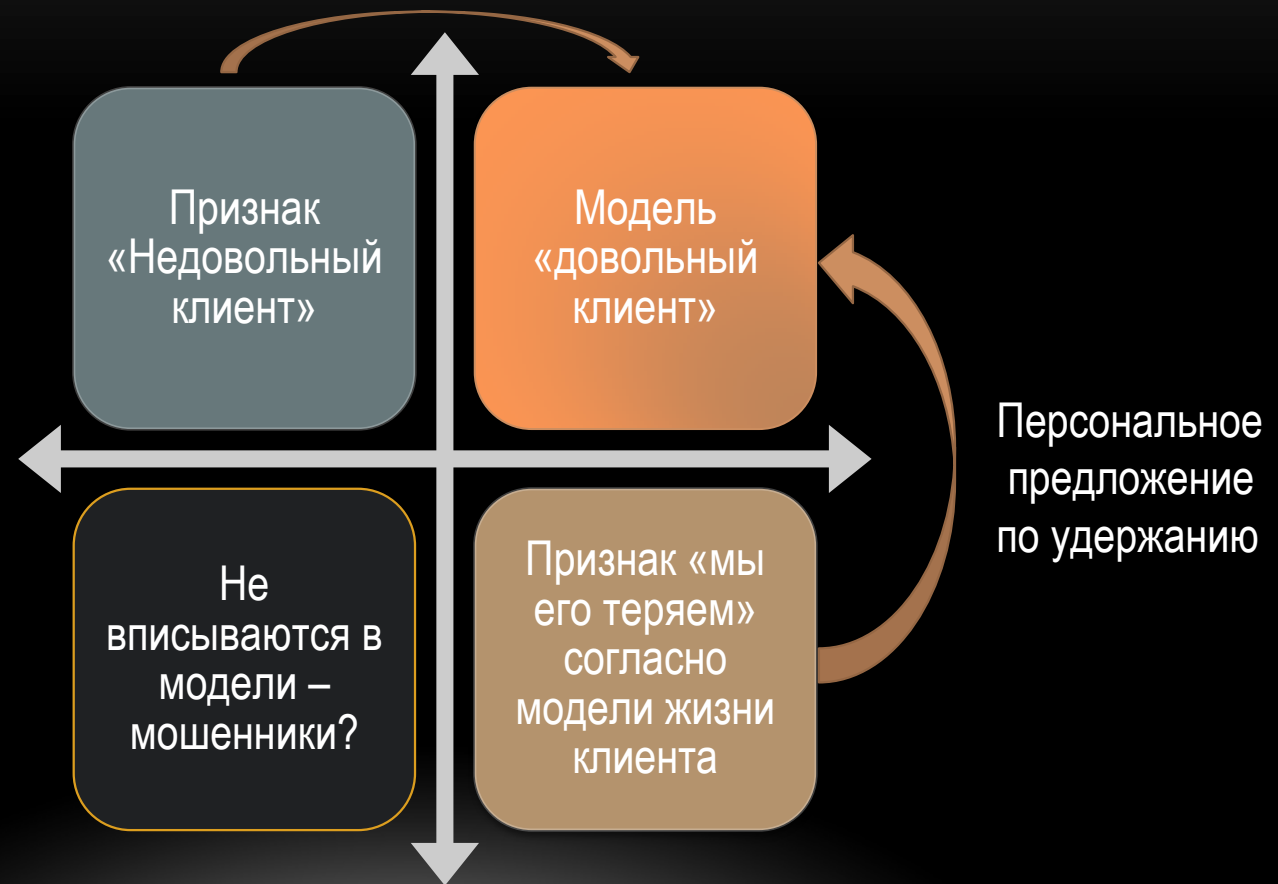 Признак
«Недовольный
клиент»
Модель
«довольный
клиент»
Не
вписываются в
модели –
мошенники?
Признак «мы
его теряем»
согласно
модели жизни
клиента
Персональное
предложение
по удержанию